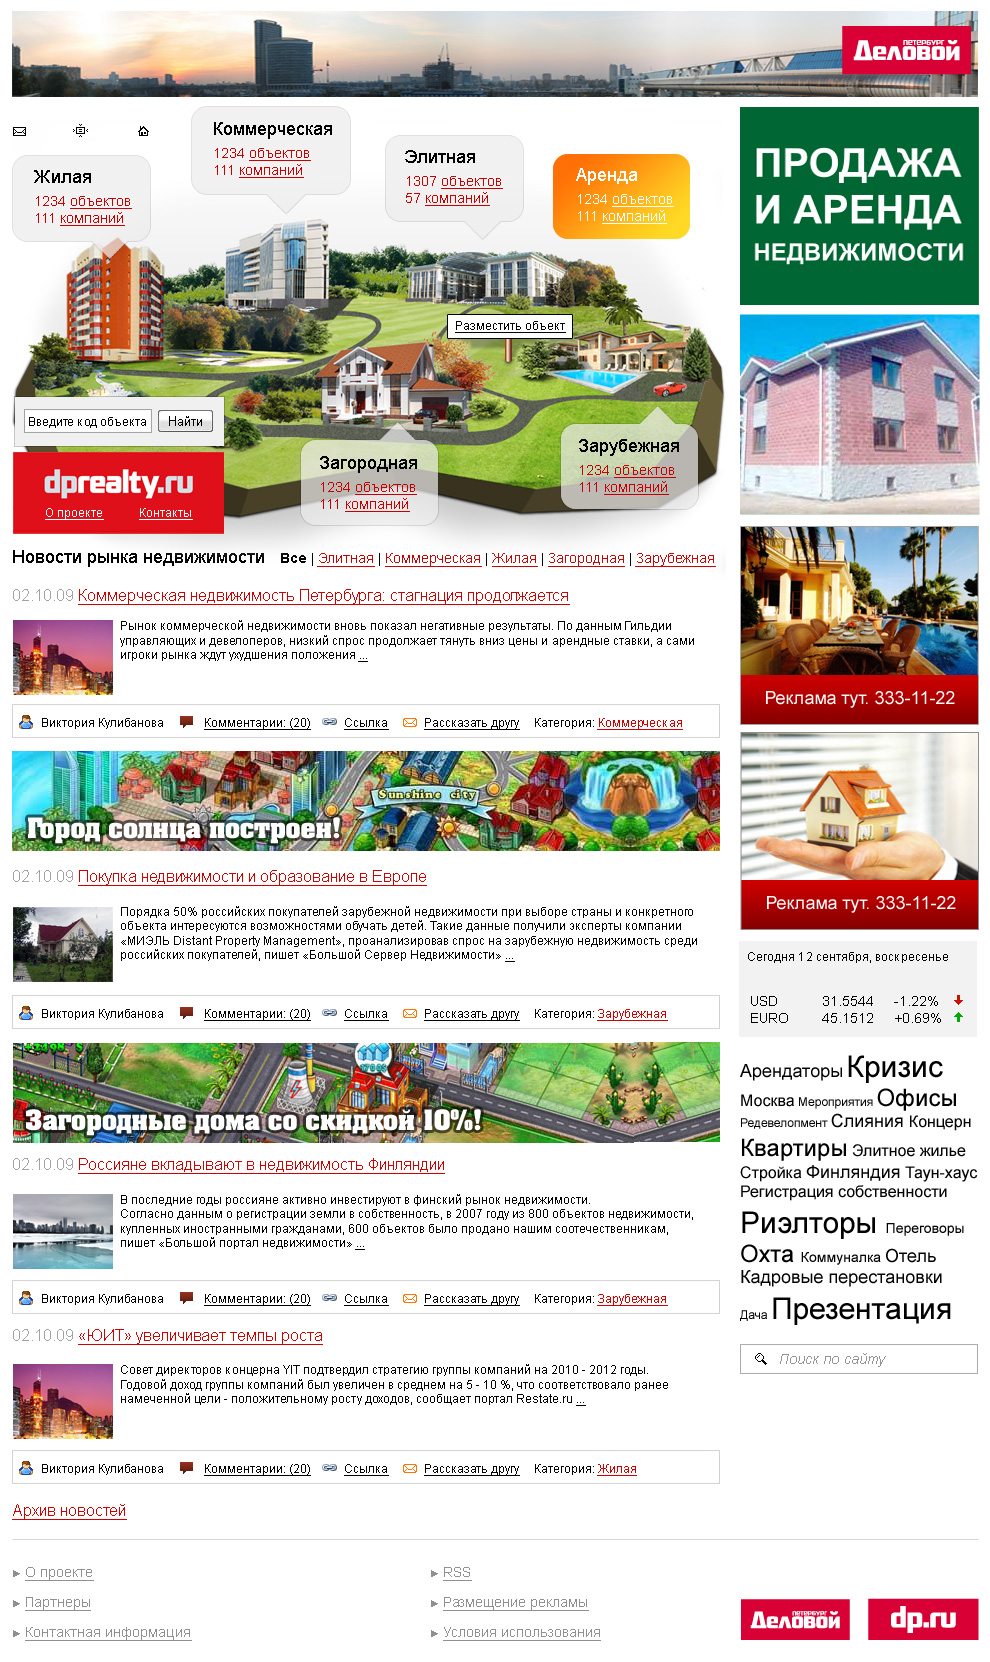 Деловой
ПЕТЕРБУРГ
Коммерческая
1234 объектов
111 компаний
Элитная
1307 объектов
57 компаний
Жилая
1234 объектов
111 компаний
Аренда
1234 объектов
111 компаний
ПРОДАЖА
И АРЕНДА
НЕДВИЖИМОСТИ
Разместить объект
Введите код объекта
Найти
Загородная
1234 объектов
111 компаний
Зарубежная
1234 объектов
111 компаний
dprealty.ru
О проекте Контакты
Новости рынка недвижимости Все | Элитная | Коммерческая | Жилая | Загородная | Зарубежная
02.10.09 Коммерческая недвижимость Петербурга: стагнация продолжается
Рынок коммерческой недвижимости вновь показал негативные результаты. По данным Гильдии
управляющих и девелоперов, низкий спрос продолжает тянуть вниз цены и арендные ставки, а сами
игроки рынка ждут ухудшения положения ...
Виктория Кулибанова Комментарии: (20) Ссылка Рассказать другу Категория: Коммерческая
Sunshine city
Город солнца построен!
02.10.09 Покупка недвижимости и образование в Европе
Порядка 50% российских покупателей зарубежной недвижимости при выборе страны и конкретного
объекта интересуются возможностями обучать детей. Такие данные получили эксперты компании
«МИЭЛЬ Distant Property Management», проанализировав спрос на зарубежную недвижимость среди
российских покупателей, пишет «Большой Сервер Недвижимости» ...
Виктория Кулибанова Комментарии: (20) Ссылка Рассказать другу Категория: Зарубежная
Загородные дома со скидкой 10%!
02.10.09 Россияне вкладывают в недвижимость Финляндии
В последние годы россияне активно инвестируют в финский рынок недвижимости.
Согласно данным о регистрации земли в собственность, в 2007 году из 800 объектов недвижимости,
купленных иностранными гражданами, 600 объектов было продано нашим соотечественникам,
пишет «Большой портал недвижимости» ...
Виктория Кулибанова Комментарии: (20) Ссылка Рассказать другу Категория: Зарубежная
02.10.09 «ЮИТ» увеличивает темпы роста
Совет директоров концерна YIT подтвердил стратегию группы компаний на 2010 - 2012 годы.
Годовой доход группы компаний был увеличен в среднем на 5 - 10 %, что соответствовало ранее
намеченной цели - положительному росту доходов, сообщает портал Restate.ru ...
Виктория Кулибанова Комментарии: (20) Ссылка Рассказать другу Категория: Жилая
Архив новостей
Реклама тут. 333-11-22
Реклама тут. 333-11-22
Сегодня 12 сентября, воскресенье
USD 31.5544 -1.22%
EURO 45.1512 +0.69%
Арендаторы Кризис
Москва Мероприятия Офисы
Редевелопмент Слияния Концерн
Квартиры Элитное жилье
Стройка Финляндия Таун-хаус
Регистрация собственности
Риэлторы Переговоры
Охта Коммуналка Отель
Кадровые перестановки
Дача Презентация
Поиск по сайту
О проекте
Партнеры
Контактная информация
RSS
Размещение рекламы
Условия использования
Деловой
ПЕТЕРБУРГ
dp.ru